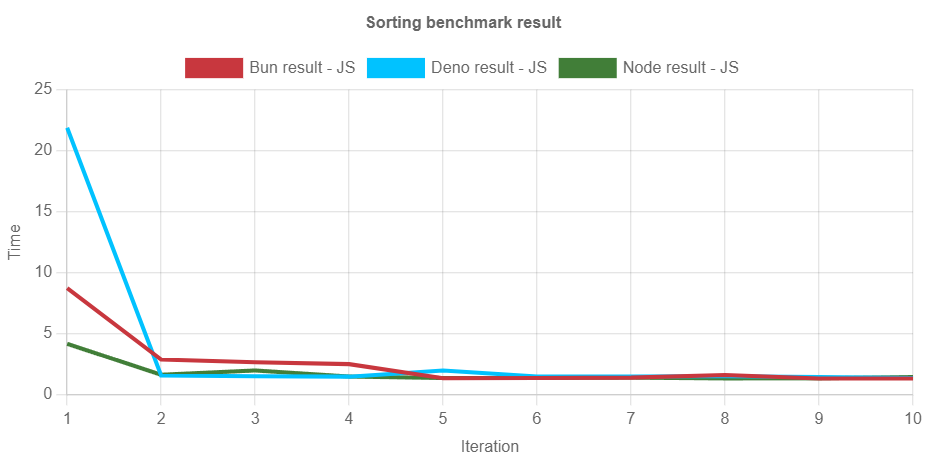 Sorting benchmark result
Bun result - JS Deno result - JS Node result - JS
25
20
15
10
5
0
Time
1 2 3 4 5 6 7 8 9 10
Iteration